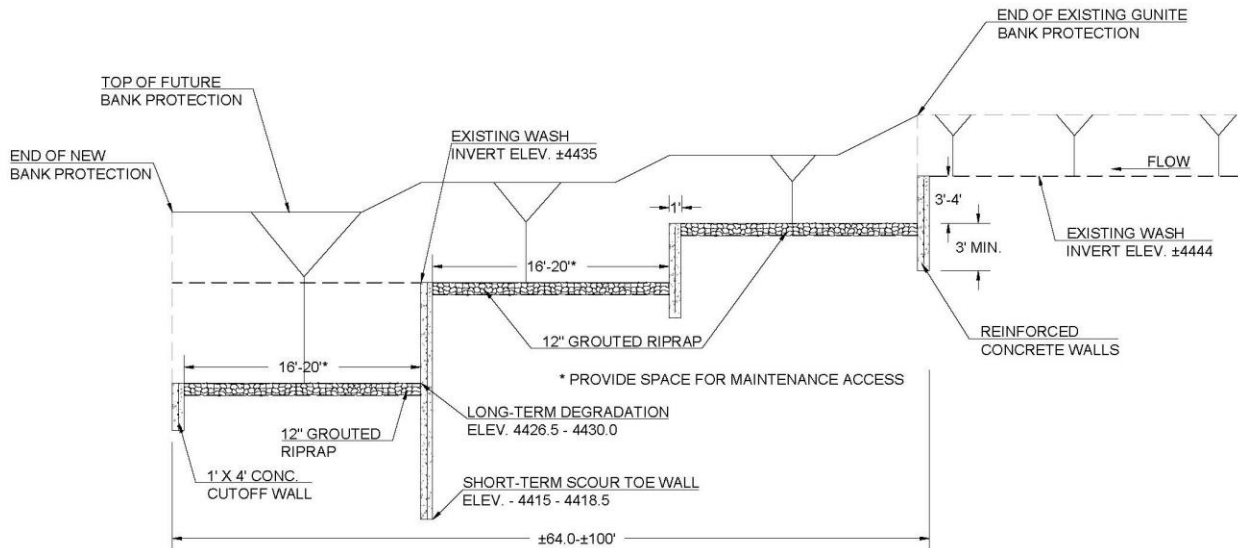 END OF EXISTING GUNITE
BANK PROTECTION
TOP OF FUTURE
BANK PROTECTION
EXISTING WASH
INVERT ELEV. ±4435
END OF NEW
BANK PROTECTION
FLOW
1'
3'-4'
EXISTING WASH
INVERT ELEV. ±4444
3' MIN.
16'-20'*
12" GROUTED RIPRAP
REINFORCED
CONCRETE WALLS
16'-20'*
* PROVIDE SPACE FOR MAINTENANCE ACCESS
LONG-TERM DEGRADATION
ELEV. 4426.5 - 4430.0
12" GROUTED
RIPRAP
1' X 4' CONC.
CUTOFF WALL
SHORT-TERM SCOUR TOE WALL
ELEV. - 4415 - 4418.5
±64.0-±100'